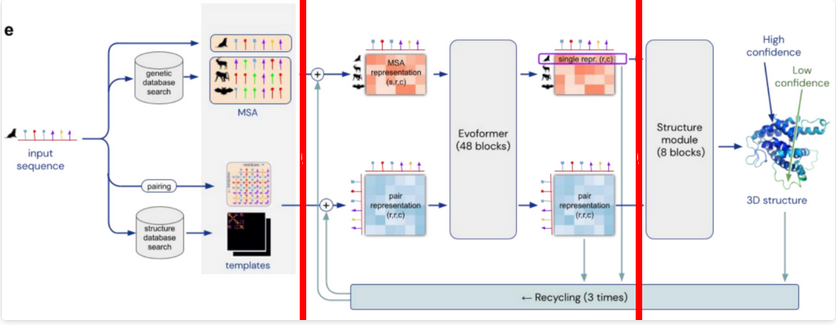 e
input
sequence
genetic
database
search
MSA
pairing
structure
database
search
templates
MSA
representation
(s,r,c)
pair
representation
(r,r,c)
Evoformer
(48 blocks)
single repr. (r,c)
pair
representation
(r,r,c)
Structure
module
(8 blocks)
High
confidence
Low
confidence
3D structure
← Recycling (3 times)